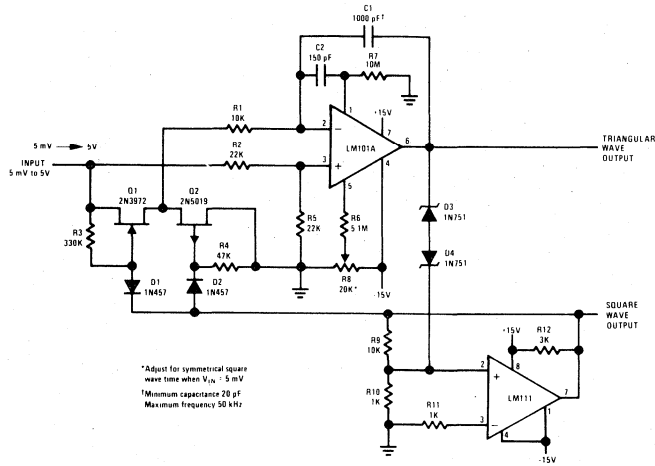 C1
1000 pF†
C2
150 pF
R7
10M
R1
10K
+15V
5 mV → 5V
INPUT
5 mV to 5V
R2
22K
2
3
1
7
6
4
5
LM101A
TRIANGULAR
WAVE
OUTPUT
Q1
2N3972
Q2
2N5019
R3
330K
R4
47K
R5
22K
R6
5.1M
R8
20K*
-15V
D1
1N457
D2
1N457
D3
1N751
D4
1N751
SQUARE
WAVE
OUTPUT
R9
10K
R10
1K
R11
1K
+15V
R12
3K
2
3
8
7
1
4
LM111
-15V
*Adjust for symmetrical square
wave time when VIN = 5 mV
†Minimum capacitance 20 pF
Maximum frequency 50 kHz